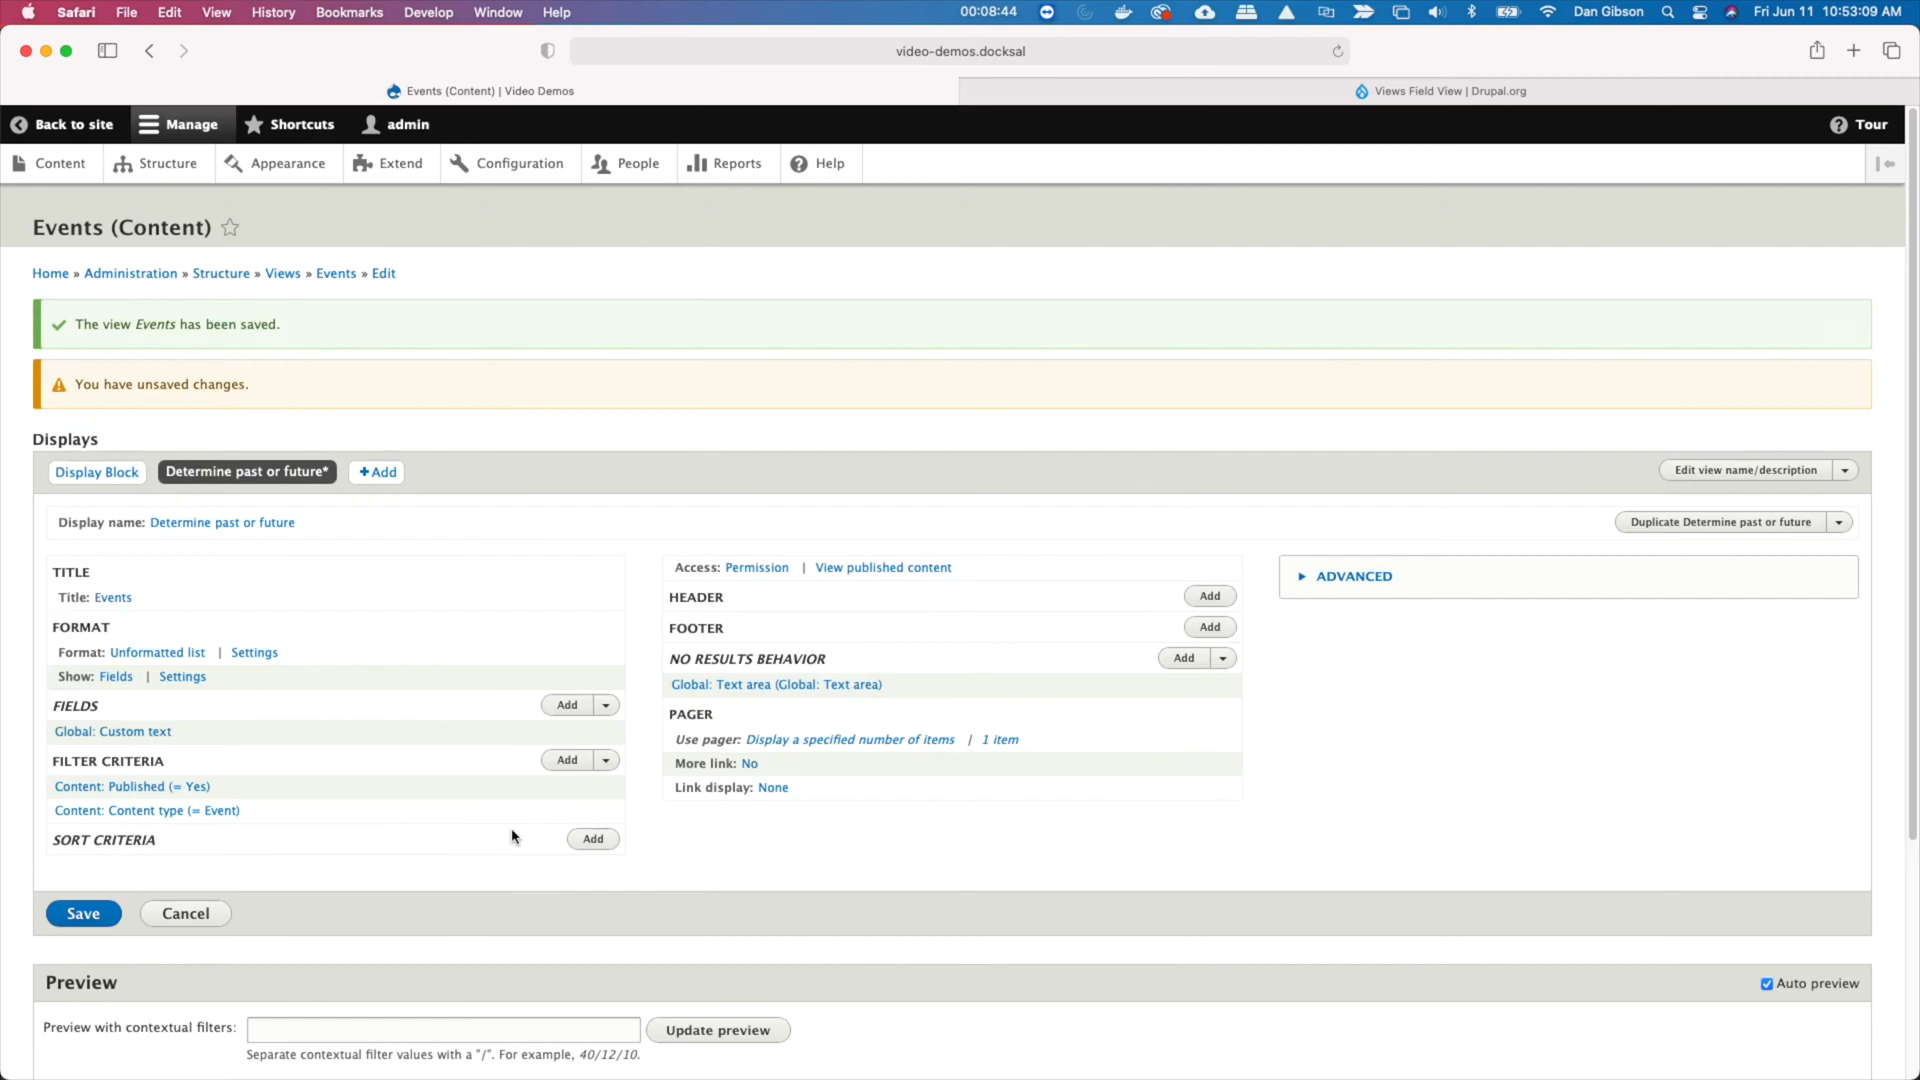 Safari File Edit View History Bookmarks Develop Window Help 00:08:44 Dan Gibson Fri Jun 11 10:53:09 AM
video-demos.docksal
Events (Content) | Video Demos
Views Field View | Drupal.org
Back to site Manage Shortcuts admin Tour
Content Structure Appearance Extend Configuration People Reports Help
Events (Content)
Home » Administration » Structure » Views » Events » Edit
The view Events has been saved.
You have unsaved changes.
Displays
Display Block Determine past or future* +Add Edit view name/description
Display name: Determine past or future Duplicate Determine past or future
TITLE
Title: Events
FORMAT
Format: Unformatted list | Settings
Show: Fields | Settings
FIELDS Add
Global: Custom text
FILTER CRITERIA Add
Content: Published (= Yes)
Content: Content type (= Event)
SORT CRITERIA Add
Access: Permission | View published content
HEADER Add
FOOTER Add
NO RESULTS BEHAVIOR Add
Global: Text area (Global: Text area)
PAGER
Use pager: Display a specified number of items | 1 item
More link: No
Link display: None
ADVANCED
Save Cancel
Preview Auto preview
Preview with contextual filters: Update preview
Separate contextual filter values with a "/". For example, 40/12/10.